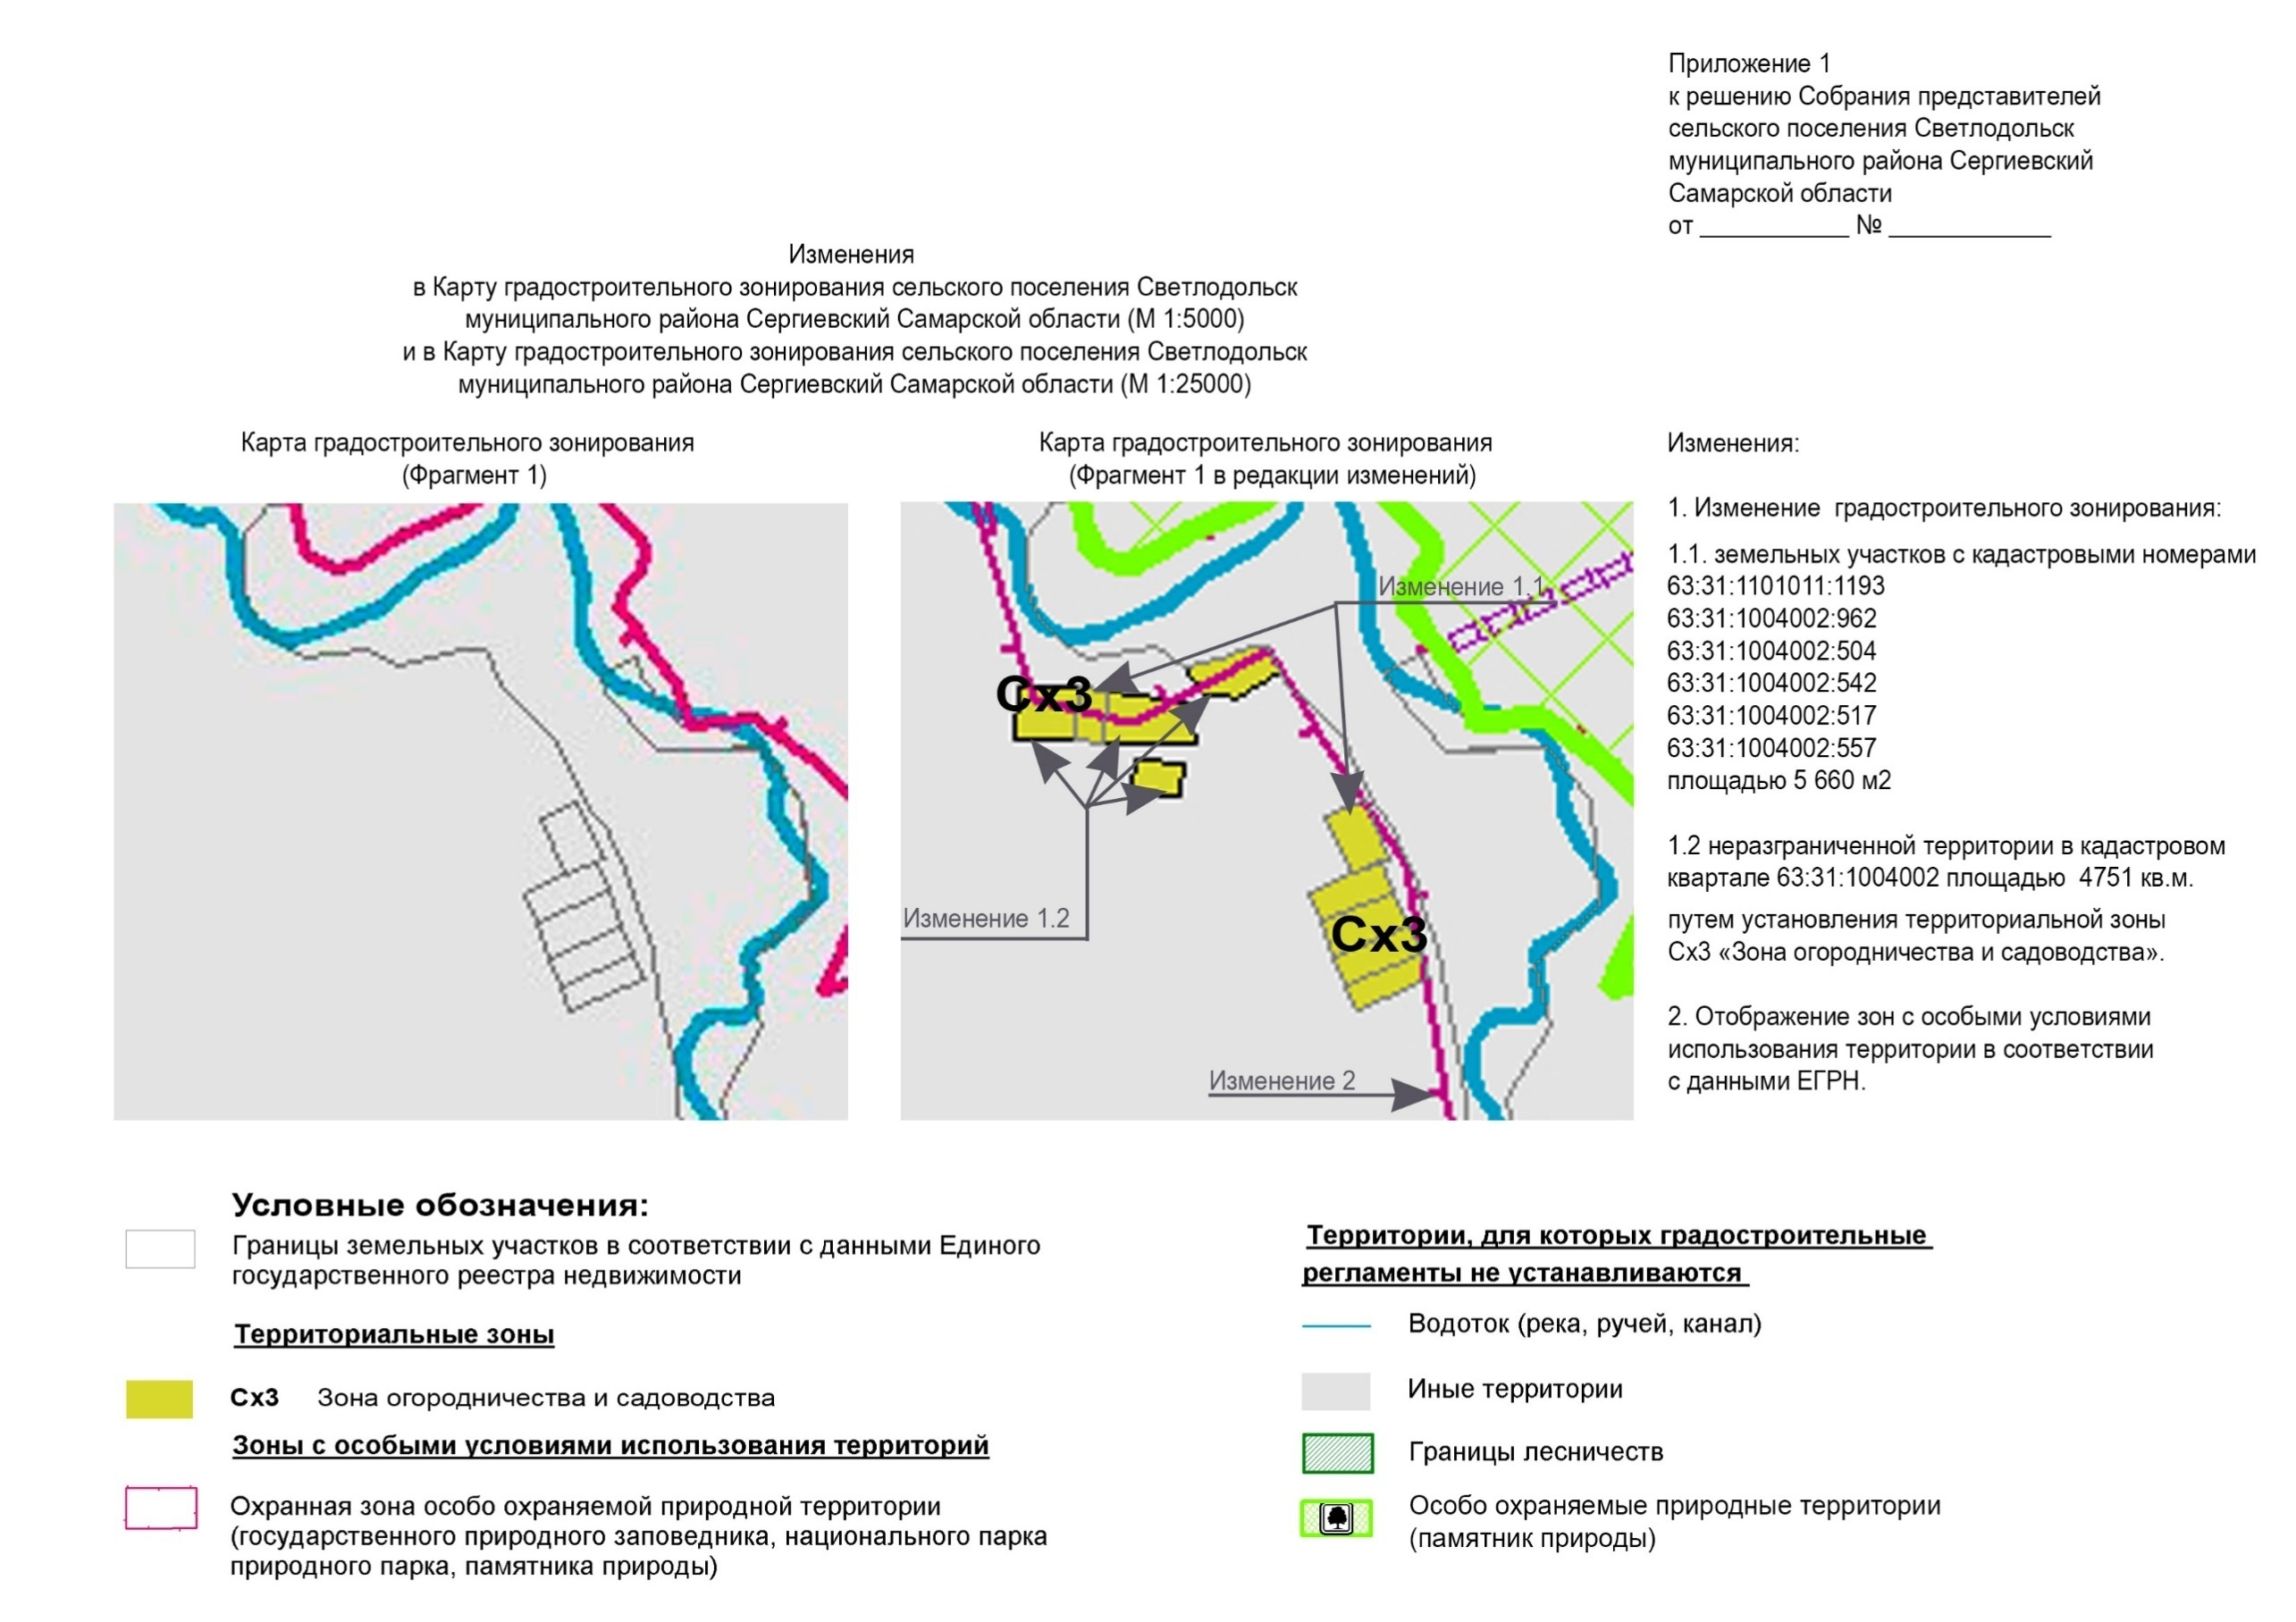 Приложение 1
к решению Собрания представителей
сельского поселения Светлодольск
муниципального района Сергиевский
Самарской области
от ___________ № ____________
Изменения
в Карту градостроительного зонирования сельского поселения Светлодольск
муниципального района Сергиевский Самарской области (М 1:5000)
и в Карту градостроительного зонирования сельского поселения Светлодольск
муниципального района Сергиевский Самарской области (М 1:25000)
Карта градостроительного зонирования
(Фрагмент 1)
Карта градостроительного зонирования
(Фрагмент 1 в редакции изменений)
Изменение 1.1
Сх3
Изменение 1.2
Сх3
Изменение 2
Изменения:
1. Изменение  градостроительного зонирования:
1.1. земельных участков с кадастровыми номерами
63:31:1101011:1193
63:31:1004002:962
63:31:1004002:504
63:31:1004002:542
63:31:1004002:517
63:31:1004002:557
площадью 5 660 м2
1.2 неразграниченной территории в кадастровом
квартале 63:31:1004002 площадью  4751 кв.м.
путем установления территориальной зоны
Сх3 «Зона огородничества и садоводства».
2. Отображение зон с особыми условиями
использования территории в соответствии
с данными ЕГРН.
Условные обозначения:
Границы земельных участков в соответствии с данными Единого
государственного реестра недвижимости
Территориальные зоны
Сх3 Зона огородничества и садоводства
Зоны с особыми условиями использования территорий
Охранная зона особо охраняемой природной территории
(государственного природного заповедника, национального парка
природного парка, памятника природы)
Территории, для которых градостроительные
регламенты не устанавливаются
Водоток (река, ручей, канал)
Иные территории
Границы лесничеств
Особо охраняемые природные территории
(памятник природы)